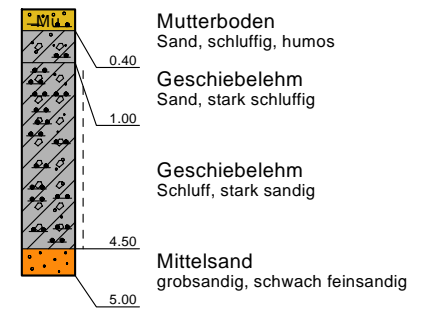 Mu
Mutterboden
Sand, schluffig, humos
0.40
Geschiebelehm
Sand, stark schluffig
1.00
Geschiebelehm
Schluff, stark sandig
4.50
Mittelsand
grobsandig, schwach feinsandig
5.00